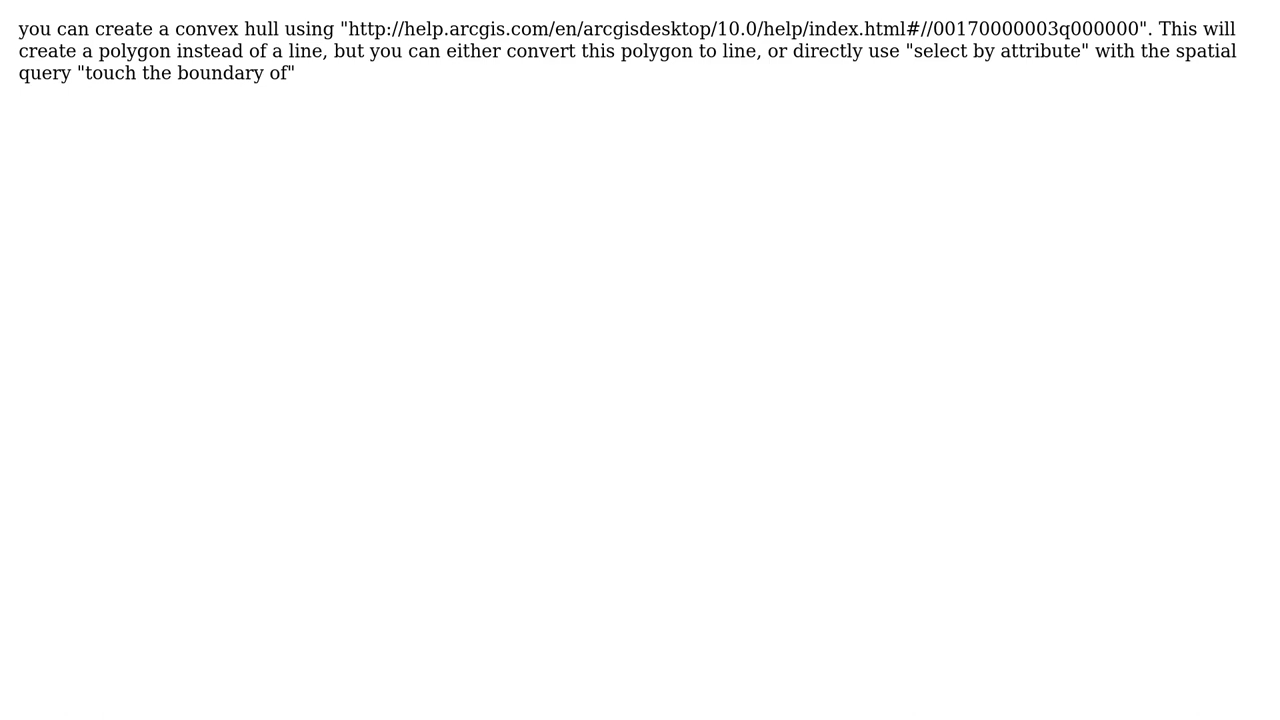 you can create a convex hull using "http://help.arcgis.com/en/arcgisdesktop/10.0/help/index.html#//00170000003q000000". This will
create a polygon instead of a line, but you can either convert this polygon to line, or directly use "select by attribute" with the spatial
query "touch the boundary of"